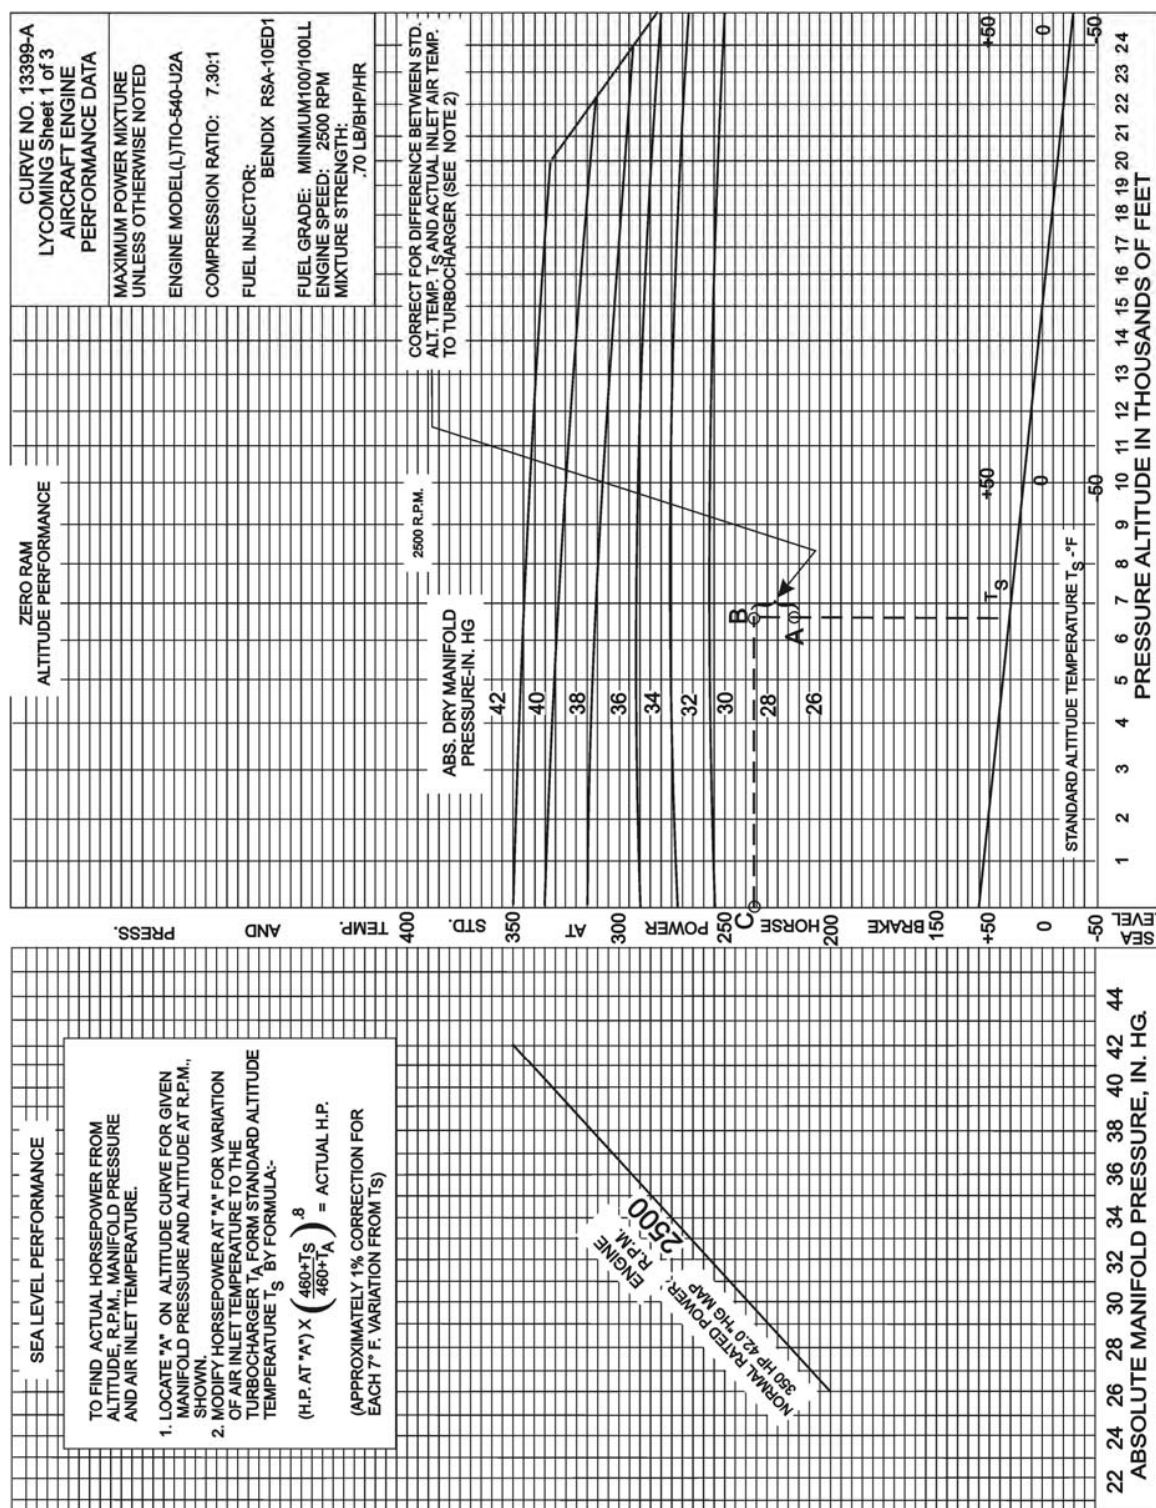 CURVE NO. 13399-A
LYCOMING Sheet 1 of 3
AIRCRAFT ENGINE
PERFORMANCE DATA
MAXIMUM POWER MIXTURE
UNLESS OTHERWISE NOTED
ENGINE MODEL(L)TIO-540-U2A
COMPRESSION RATIO: 7.30:1
FUEL INJECTOR:
BENDIX RSA-10ED1
FUEL GRADE: MINIMUM100/100LL
ENGINE SPEED: 2500 RPM
MIXTURE STRENGTH:
.70 LB/BHP/HR
SEA LEVEL PERFORMANCE
TO FIND ACTUAL HORSEPOWER FROM
ALTITUDE, R.P.M., MANIFOLD PRESSURE
AND AIR INLET TEMPERATURE.
1. LOCATE "A" ON ALTITUDE CURVE FOR GIVEN
MANIFOLD PRESSURE AND ALTITUDE AT R.P.M.,
SHOWN.
2. MODIFY HORSEPOWER AT "A" FOR VARIATION
OF AIR INLET TEMPERATURE TO THE
TURBOCHARGER TA FORM STANDARD ALTITUDE
TEMPERATURE TS BY FORMULA:-
(H.P. AT "A") X (460+TS / 460+TA) .8 = ACTUAL H.P.
(APPROXIMATELY 1% CORRECTION FOR
EACH 7° F. VARIATION FROM TS)
ENGINE
R.P.M.
2500
NORMAL RATED POWER:
350 HP 42.0 "HG MAP
22 24 26 28 30 32 34 36 38 40 42 44
ABSOLUTE MANIFOLD PRESSURE, IN. HG.
BRAKE HORSE POWER AT STD. TEMP. AND PRESS.
400
350
300
250
200
150
+50
0
-50
SEA
LEVEL
ZERO RAM
ALTITUDE PERFORMANCE
2500 R.P.M.
CORRECT FOR DIFFERENCE BETWEEN STD.
ALT. TEMP. TS AND ACTUAL INLET AIR TEMP.
TO TURBOCHARGER (SEE NOTE 2)
ABS. DRY MANIFOLD
PRESSURE-IN. HG
42
40
38
36
34
32
30
28
26
C
B
A
TS
STANDARD ALTITUDE TEMPERATURE TS -°F
+50
0
-50
+50
0
-50
1 2 3 4 5 6 7 8 9 10 11 12 13 14 15 16 17 18 19 20 21 22 23 24
PRESSURE ALTITUDE IN THOUSANDS OF FEET